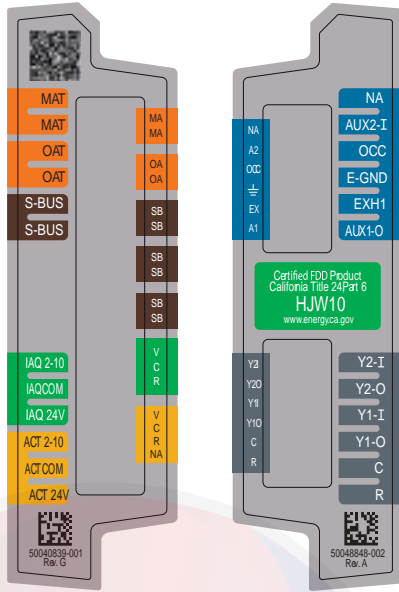 MAT
MAT
OAT
OAT
S-BUS
S-BUS
IAQ 2-10
IAQCOM
IAQ 24V
ACT 2-10
ACTCOM
ACT 24V
50040839-001
Rev. G
MA
MA
OA
OA
SB
SB
SB
SB
SB
SB
V
C
R
V
C
R
NA
NA
A2
OCC
EX
A1
NA
AUX2-I
OCC
E-GND
EXH1
AUX1-O
Certified FDD Product
California Title 24Part 6
HJW10
www.energy.ca.gov
Y2I
Y2O
Y1I
Y1O
C
R
Y2-I
Y2-O
Y1-I
Y1-O
C
R
50048848-002
Rev. A